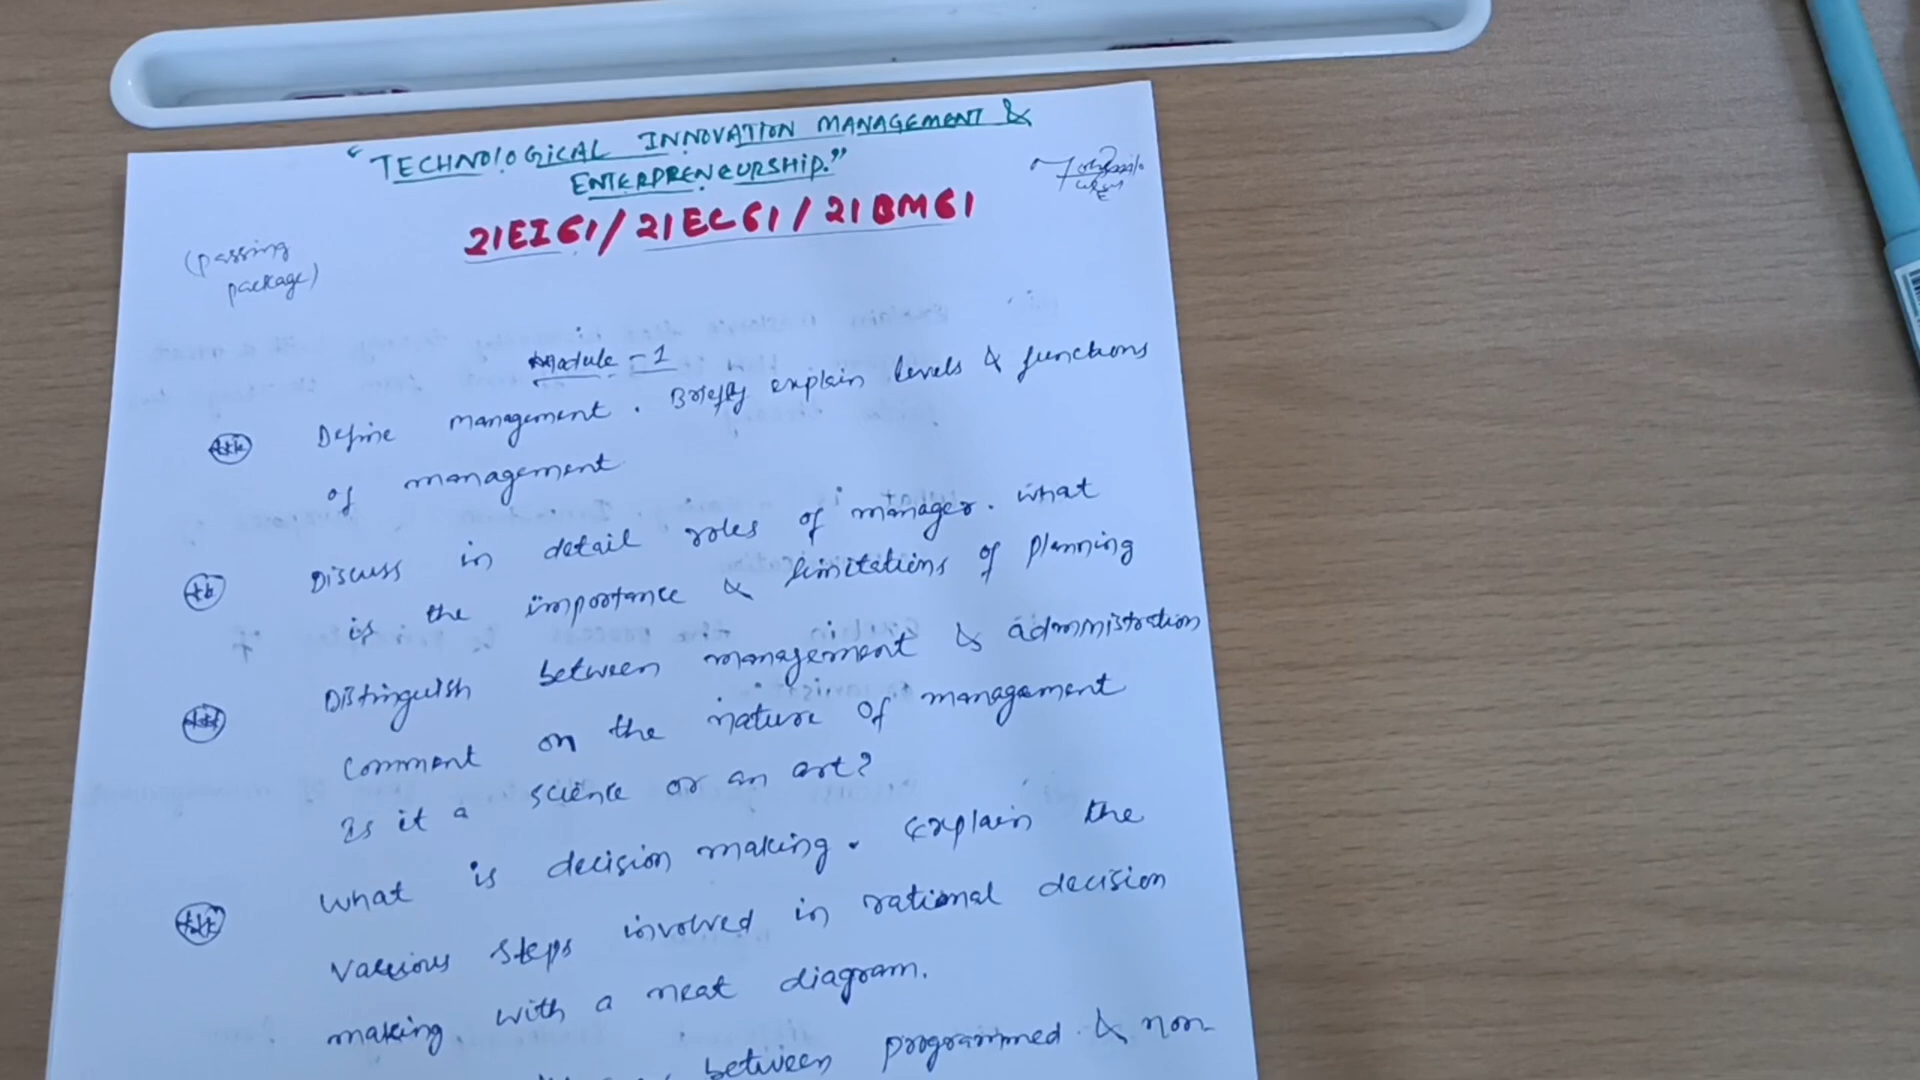 "TECHNOLOGICAL INNOVATION MANAGEMENT &
ENTERPRENEURSHIP."
21EI61/21EC61/21BM61
(passing
package)
Module - 1
Define management. Briefly explain levels & functions
of management
Discuss in detail roles of manager. what
is the importance & limitations of planning
Distinguish between management & administration
comment on the nature of management
Is it a science or an art?
What is decision making. Explain the
various steps involved in rational decision
making with a neat diagram.
between programmed & non-